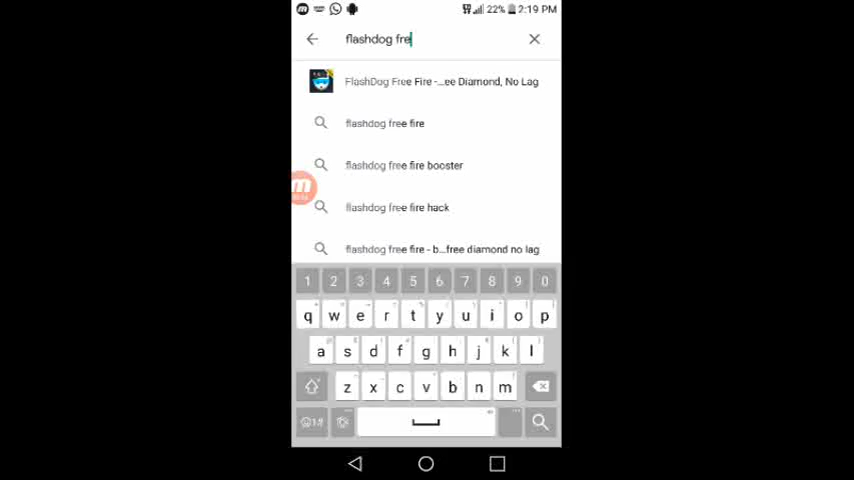 22% 2:19 PM
flashdog fre
FlashDog Free Fire -...ee Diamond, No Lag
flashdog free fire
flashdog free fire booster
flashdog free fire hack
flashdog free fire - b...free diamond no lag
1 2 3 4 5 6 7 8 9 0
q w e r t y u i o p
a s d f g h j k l
z x c v b n m